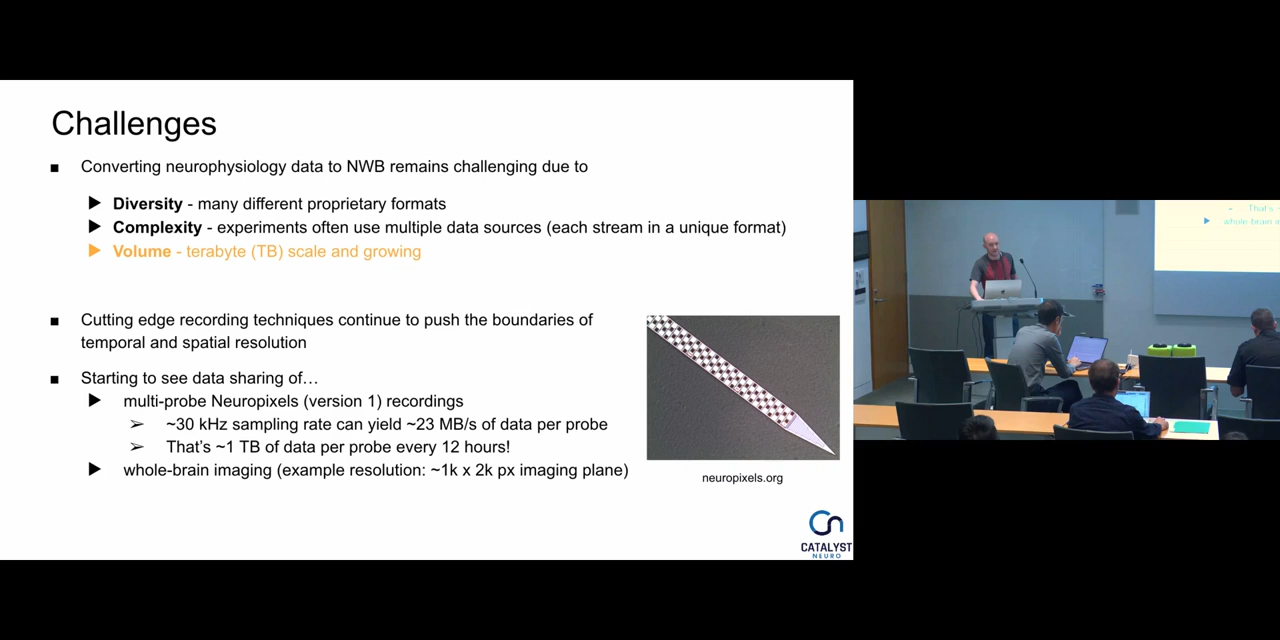 Challenges
■ Converting neurophysiology data to NWB remains challenging due to
▶ Diversity - many different proprietary formats
▶ Complexity - experiments often use multiple data sources (each stream in a unique format)
▶ Volume - terabyte (TB) scale and growing
■ Cutting edge recording techniques continue to push the boundaries of
temporal and spatial resolution
■ Starting to see data sharing of…
▶ multi-probe Neuropixels (version 1) recordings
➢ ~30 kHz sampling rate can yield ~23 MB/s of data per probe
➢ That's ~1 TB of data per probe every 12 hours!
▶ whole-brain imaging (example resolution: ~1k x 2k px imaging plane)
neuropixels.org
CATALYST
NEURO
That's
whole-brain